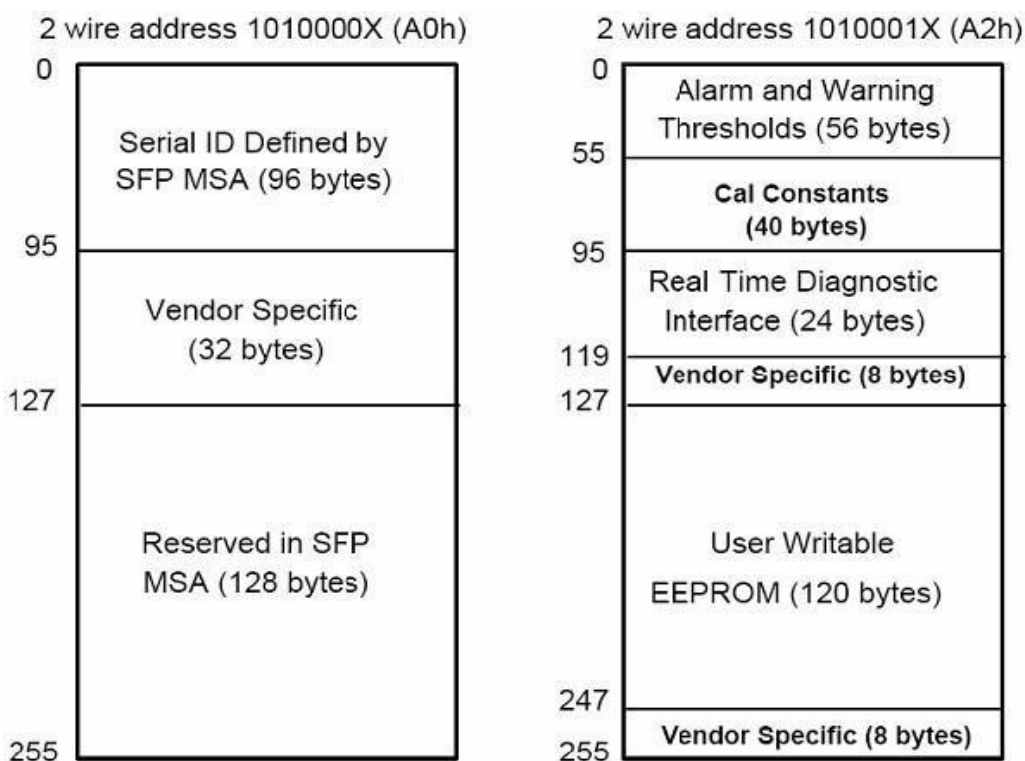 2 wire address 1010000X (A0h)
0
Serial ID Defined by
SFP MSA (96 bytes)
95
Vendor Specific
(32 bytes)
127
Reserved in SFP
MSA (128 bytes)
255
2 wire address 1010001X (A2h)
0
Alarm and Warning
Thresholds (56 bytes)
55
Cal Constants
(40 bytes)
95
Real Time Diagnostic
Interface (24 bytes)
119
Vendor Specific (8 bytes)
127
User Writable
EEPROM (120 bytes)
247
Vendor Specific (8 bytes)
255